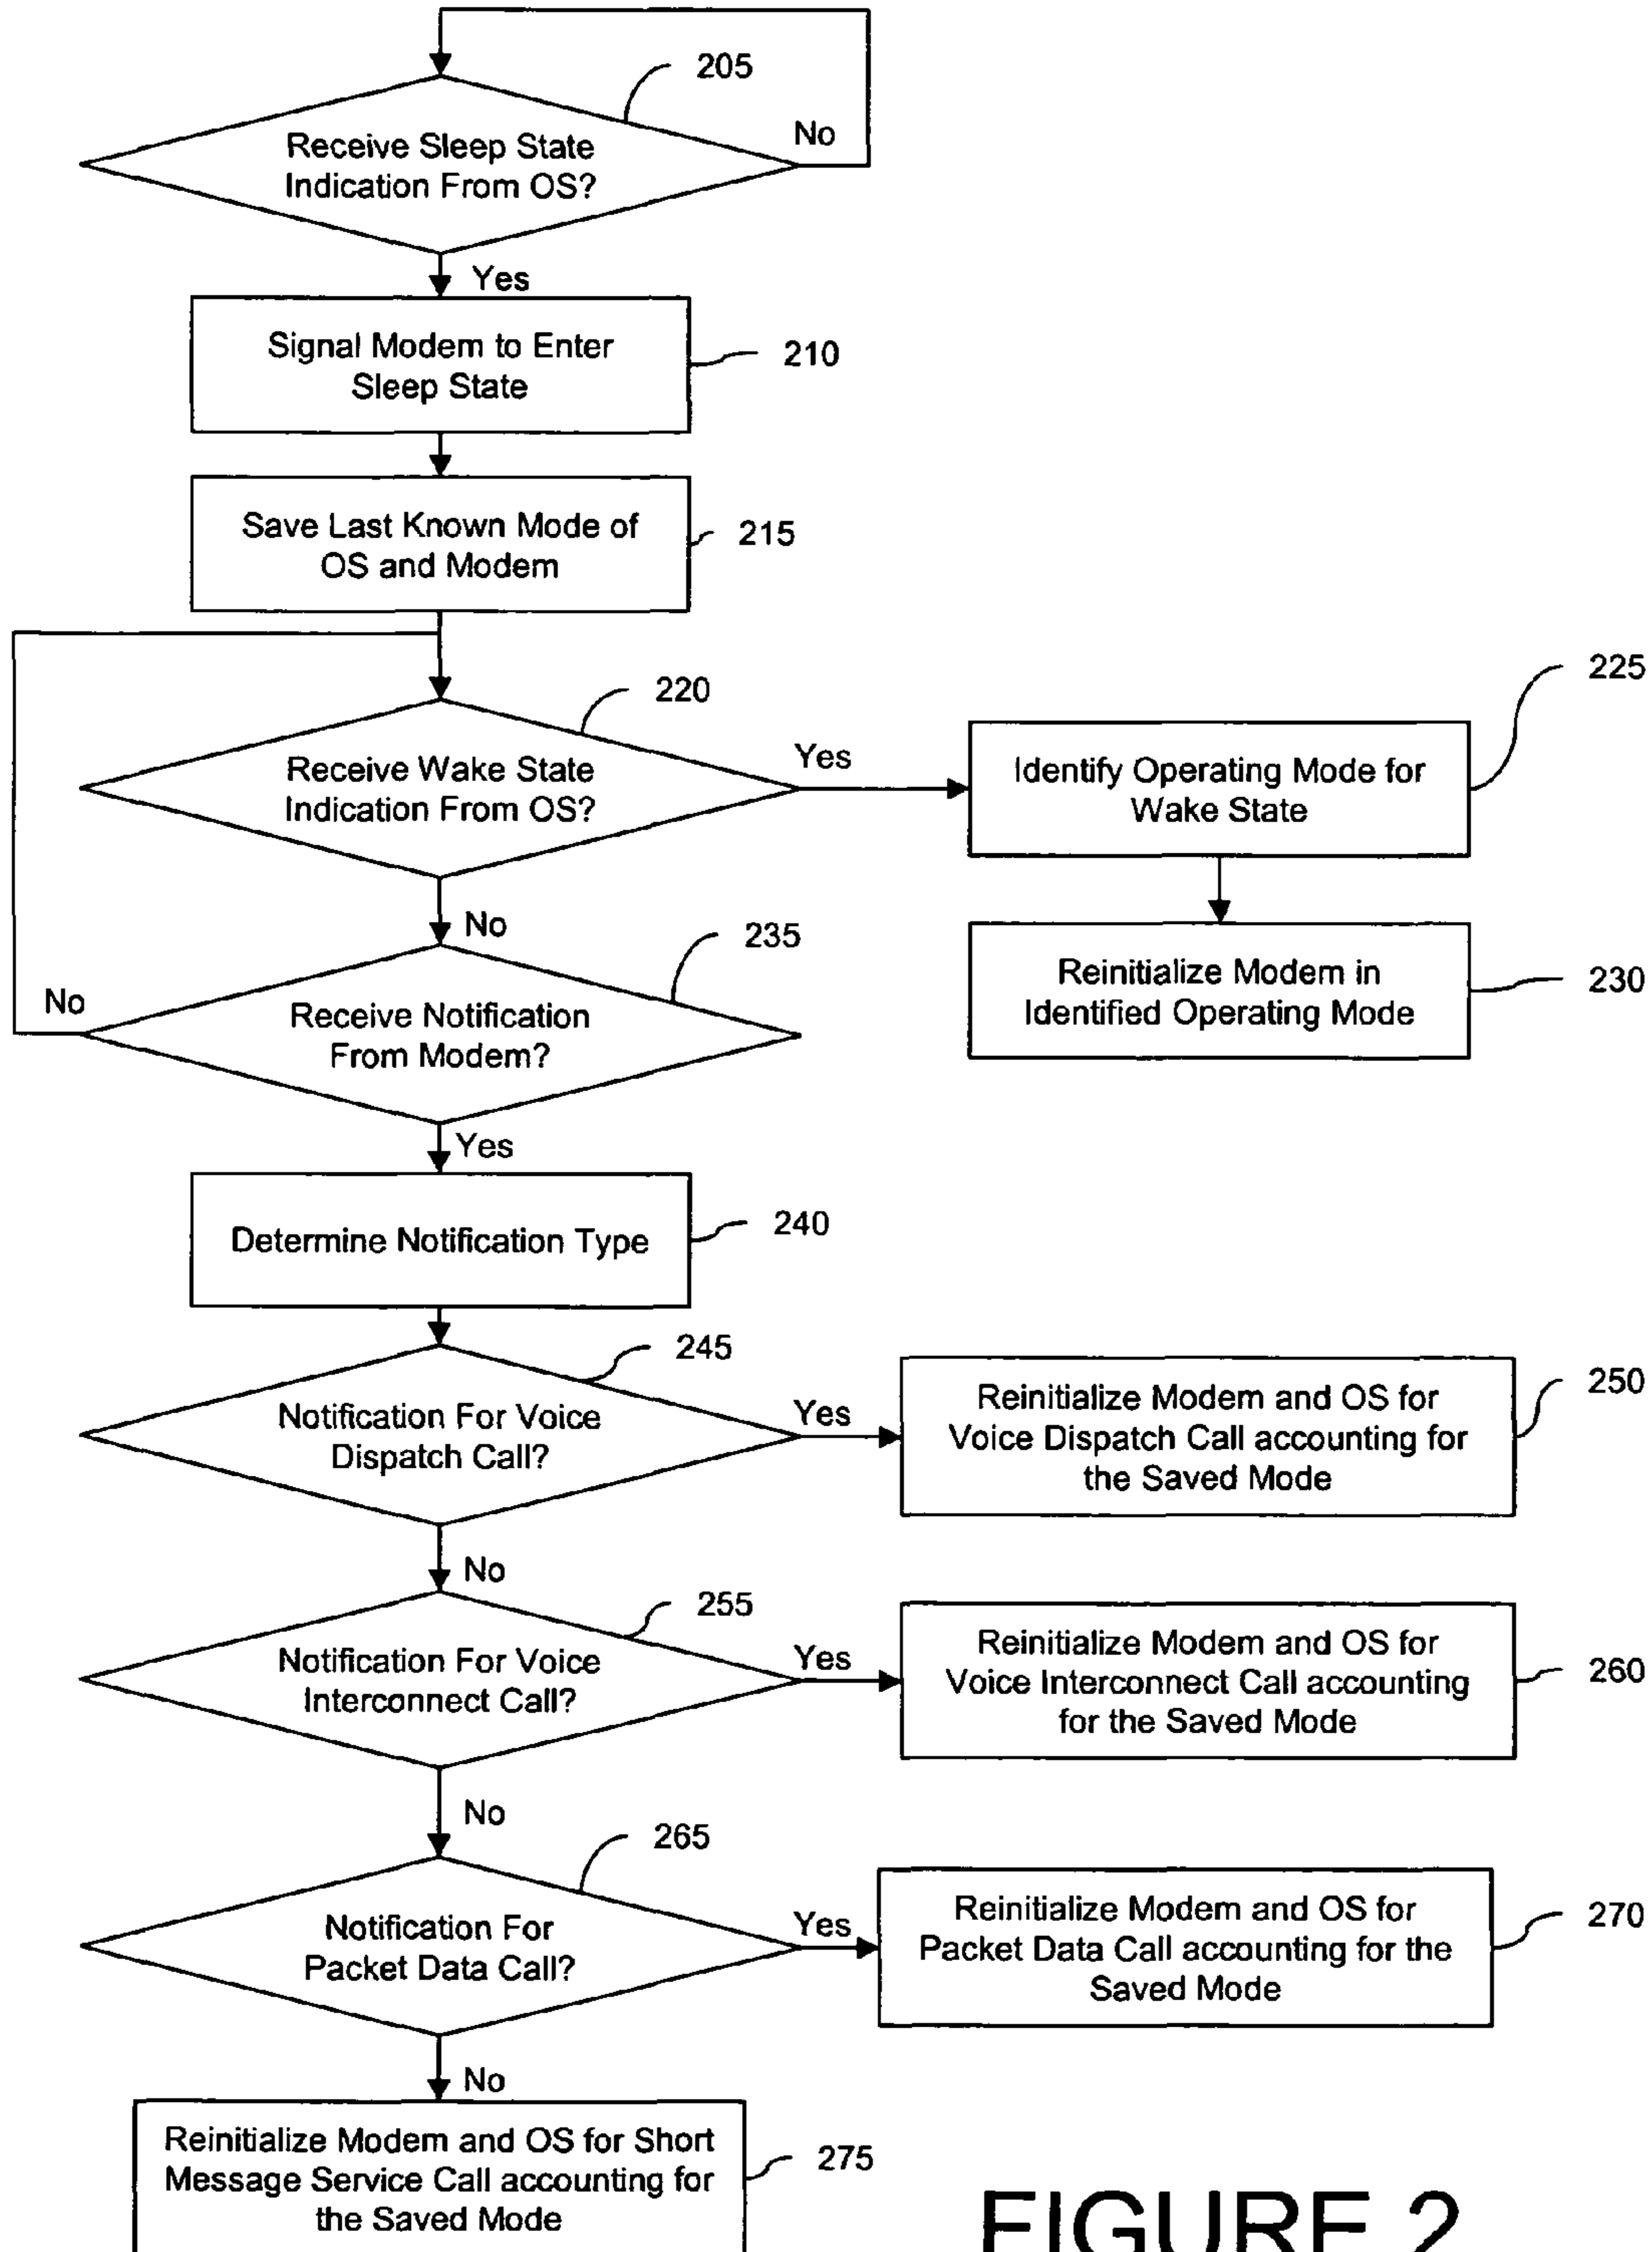 205
Receive Sleep State
Indication From OS?
No
Yes
Signal Modem to Enter
Sleep State
210
Save Last Known Mode of
OS and Modem
215
220
Receive Wake State
Indication From OS?
Yes
225
Identify Operating Mode for
Wake State
No
235
Reinitialize Modem in
Identified Operating Mode
230
No
Receive Notification
From Modem?
Yes
Determine Notification Type
240
245
Notification For Voice
Dispatch Call?
Yes
Reinitialize Modem and OS for
Voice Dispatch Call accounting for
the Saved Mode
250
No
255
Notification For Voice
Interconnect Call?
Yes
Reinitialize Modem and OS for
Voice Interconnect Call accounting
for the Saved Mode
260
No
265
Notification For
Packet Data Call?
Yes
Reinitialize Modem and OS for
Packet Data Call accounting for the
Saved Mode
270
No
Reinitialize Modem and OS for Short
Message Service Call accounting for
the Saved Mode
275
FIGURE 2